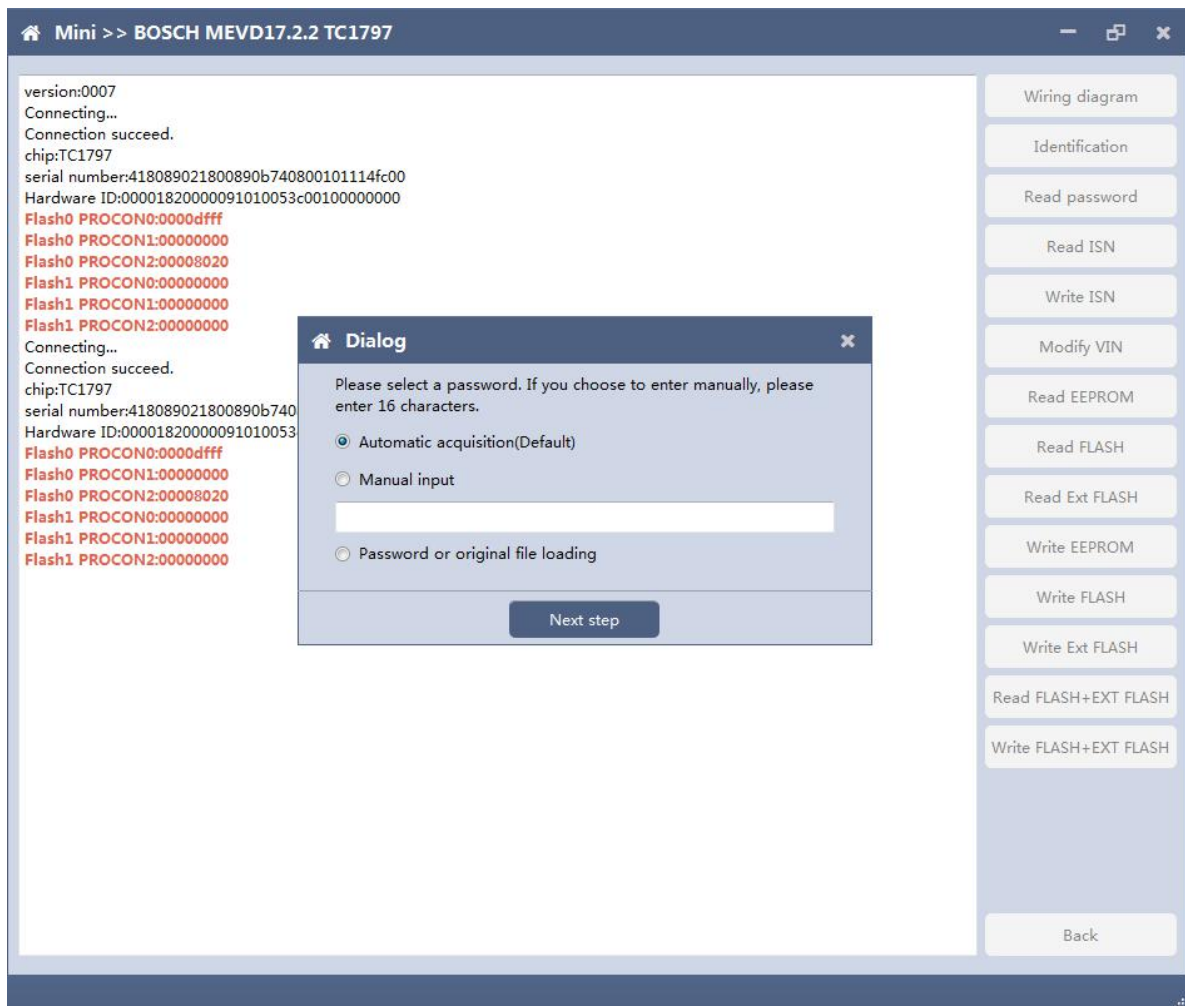 Mini >> BOSCH MEVD17.2.2 TC1797
version:0007
Connecting...
Connection succeed.
chip:TC1797
serial number:418089021800890b740800101114fc00
Hardware ID:00001820000091010053c00100000000
Flash0 PROCON0:0000dfff
Flash0 PROCON1:00000000
Flash0 PROCON2:00008020
Flash1 PROCON0:00000000
Flash1 PROCON1:00000000
Flash1 PROCON2:00000000
Connecting...
Connection succeed.
chip:TC1797
serial number:418089021800890b740
Hardware ID:00001820000091010053
Flash0 PROCON0:0000dfff
Flash0 PROCON1:00000000
Flash0 PROCON2:00008020
Flash1 PROCON0:00000000
Flash1 PROCON1:00000000
Flash1 PROCON2:00000000
Dialog
Please select a password. If you choose to enter manually, please
enter 16 characters.
Automatic acquisition(Default)
Manual input
Password or original file loading
Next step
Wiring diagram
Identification
Read password
Read ISN
Write ISN
Modify VIN
Read EEPROM
Read FLASH
Read Ext FLASH
Write EEPROM
Write FLASH
Write Ext FLASH
Read FLASH+EXT FLASH
Write FLASH+EXT FLASH
Back